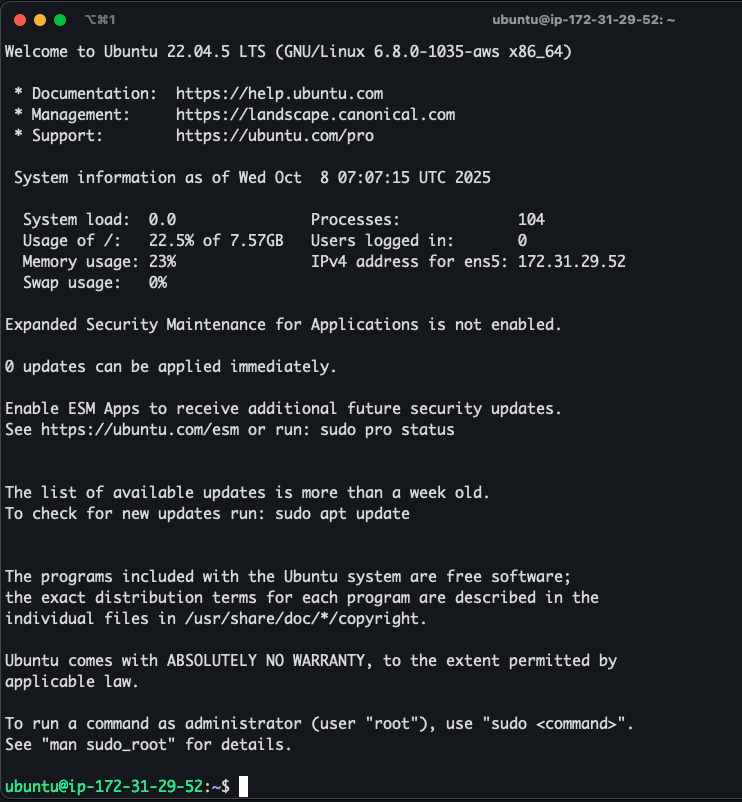 ⌥⌘1
ubuntu@ip-172-31-29-52: ~
Welcome to Ubuntu 22.04.5 LTS (GNU/Linux 6.8.0-1035-aws x86_64)
* Documentation:  https://help.ubuntu.com
* Management:     https://landscape.canonical.com
* Support:        https://ubuntu.com/pro
System information as of Wed Oct  8 07:07:15 UTC 2025
System load:  0.0               Processes:             104
Usage of /:   22.5% of 7.57GB   Users logged in:       0
Memory usage: 23%               IPv4 address for ens5: 172.31.29.52
Swap usage:   0%
Expanded Security Maintenance for Applications is not enabled.
0 updates can be applied immediately.
Enable ESM Apps to receive additional future security updates.
See https://ubuntu.com/esm or run: sudo pro status
The list of available updates is more than a week old.
To check for new updates run: sudo apt update
The programs included with the Ubuntu system are free software;
the exact distribution terms for each program are described in the
individual files in /usr/share/doc/*/copyright.
Ubuntu comes with ABSOLUTELY NO WARRANTY, to the extent permitted by
applicable law.
To run a command as administrator (user "root"), use "sudo <command>".
See "man sudo_root" for details.
ubuntu@ip-172-31-29-52:~$